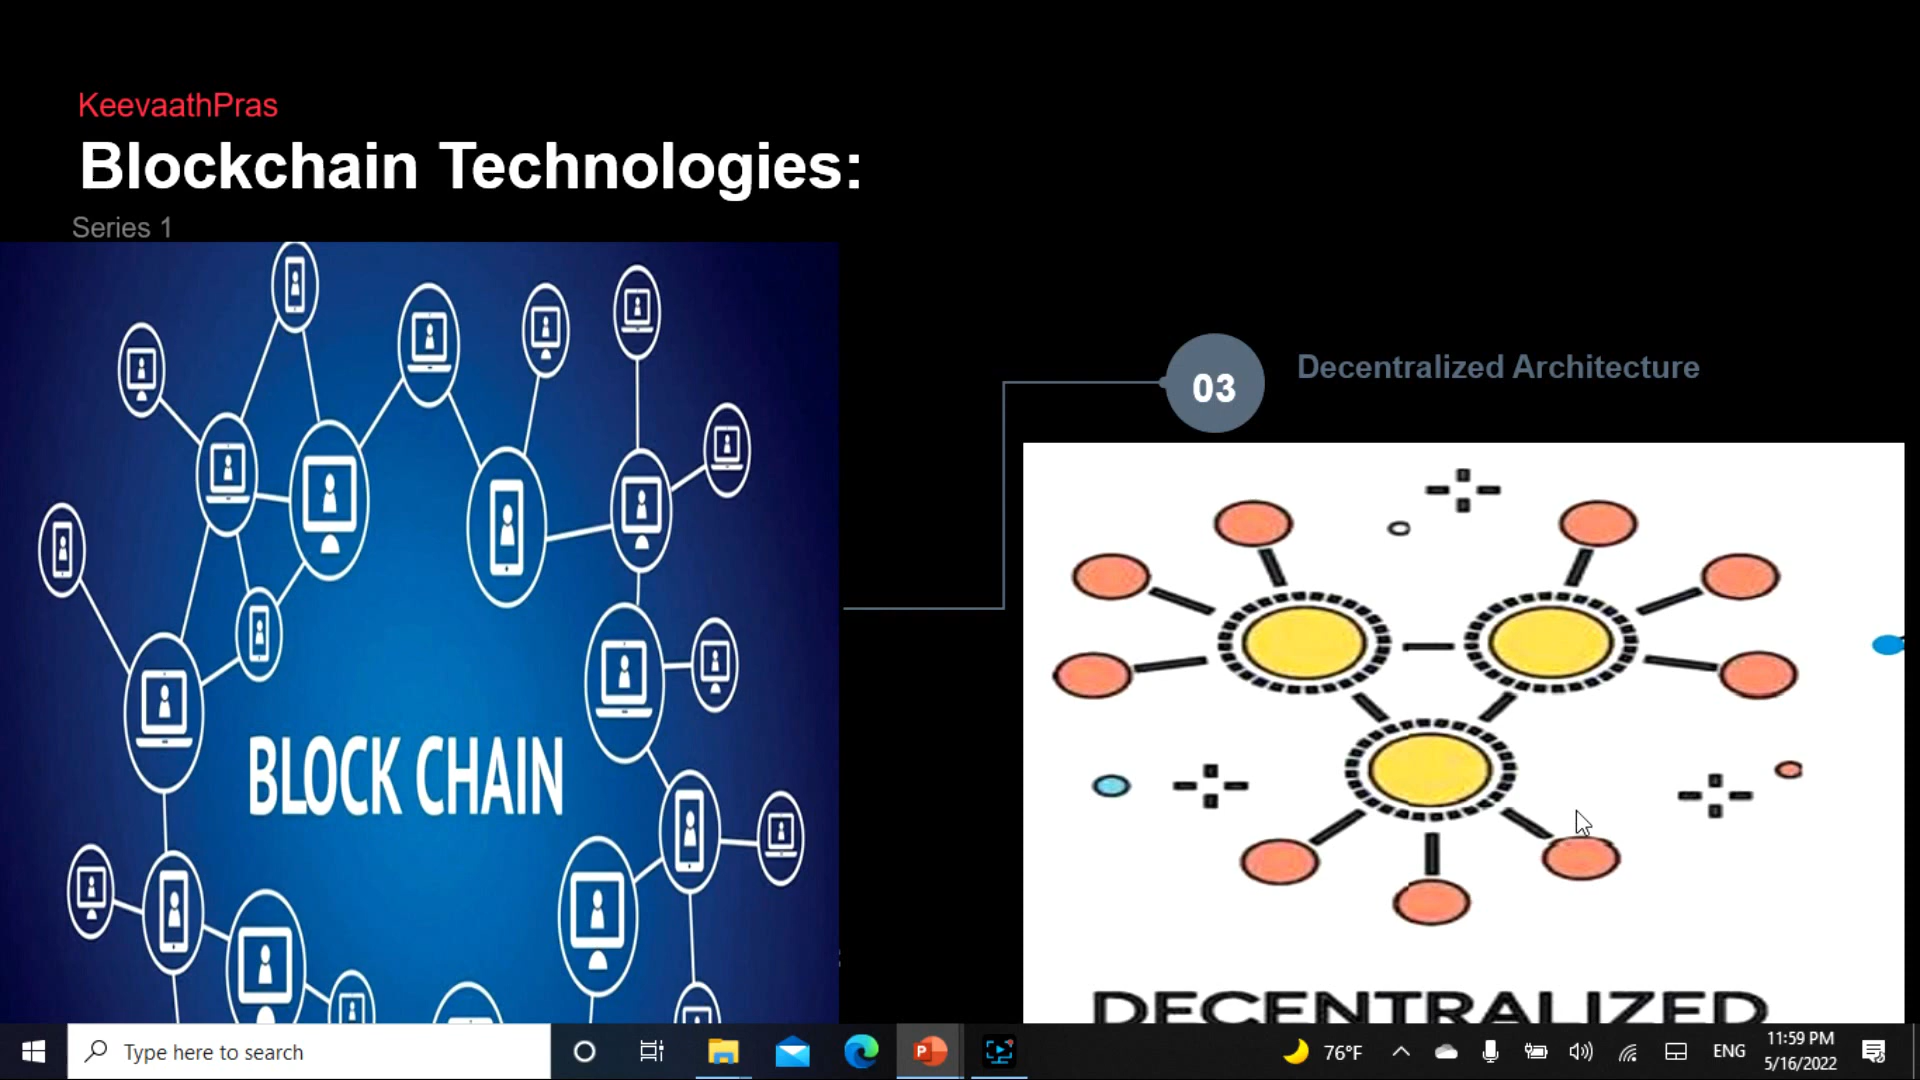 KeevaathPras
Blockchain Technologies:
Series 1
03
Decentralized Architecture
BLOCK CHAIN
DECENTRALIZED
Type here to search
P
76°F
ENG
11:59 PM
5/16/2022